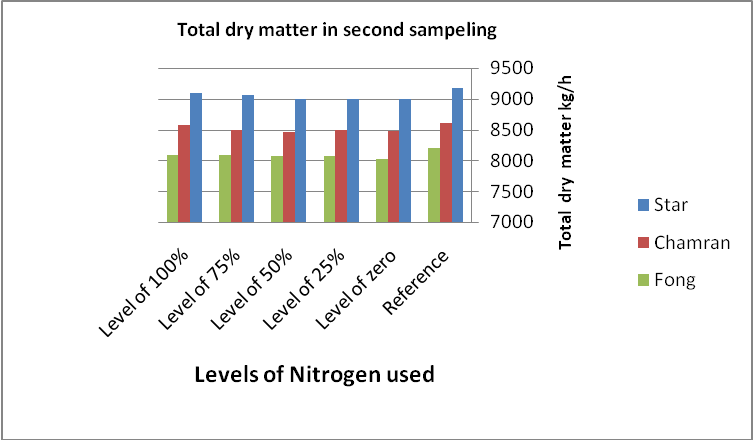 Total dry matter in second sampeling
9500
9000
8500
8000
7500
7000
Total dry matter kg/h
Level of 100%
Level of 75%
Level of 50%
Level of 25%
Level of zero
Reference
Levels of Nitrogen used
Star
Chamran
Fong